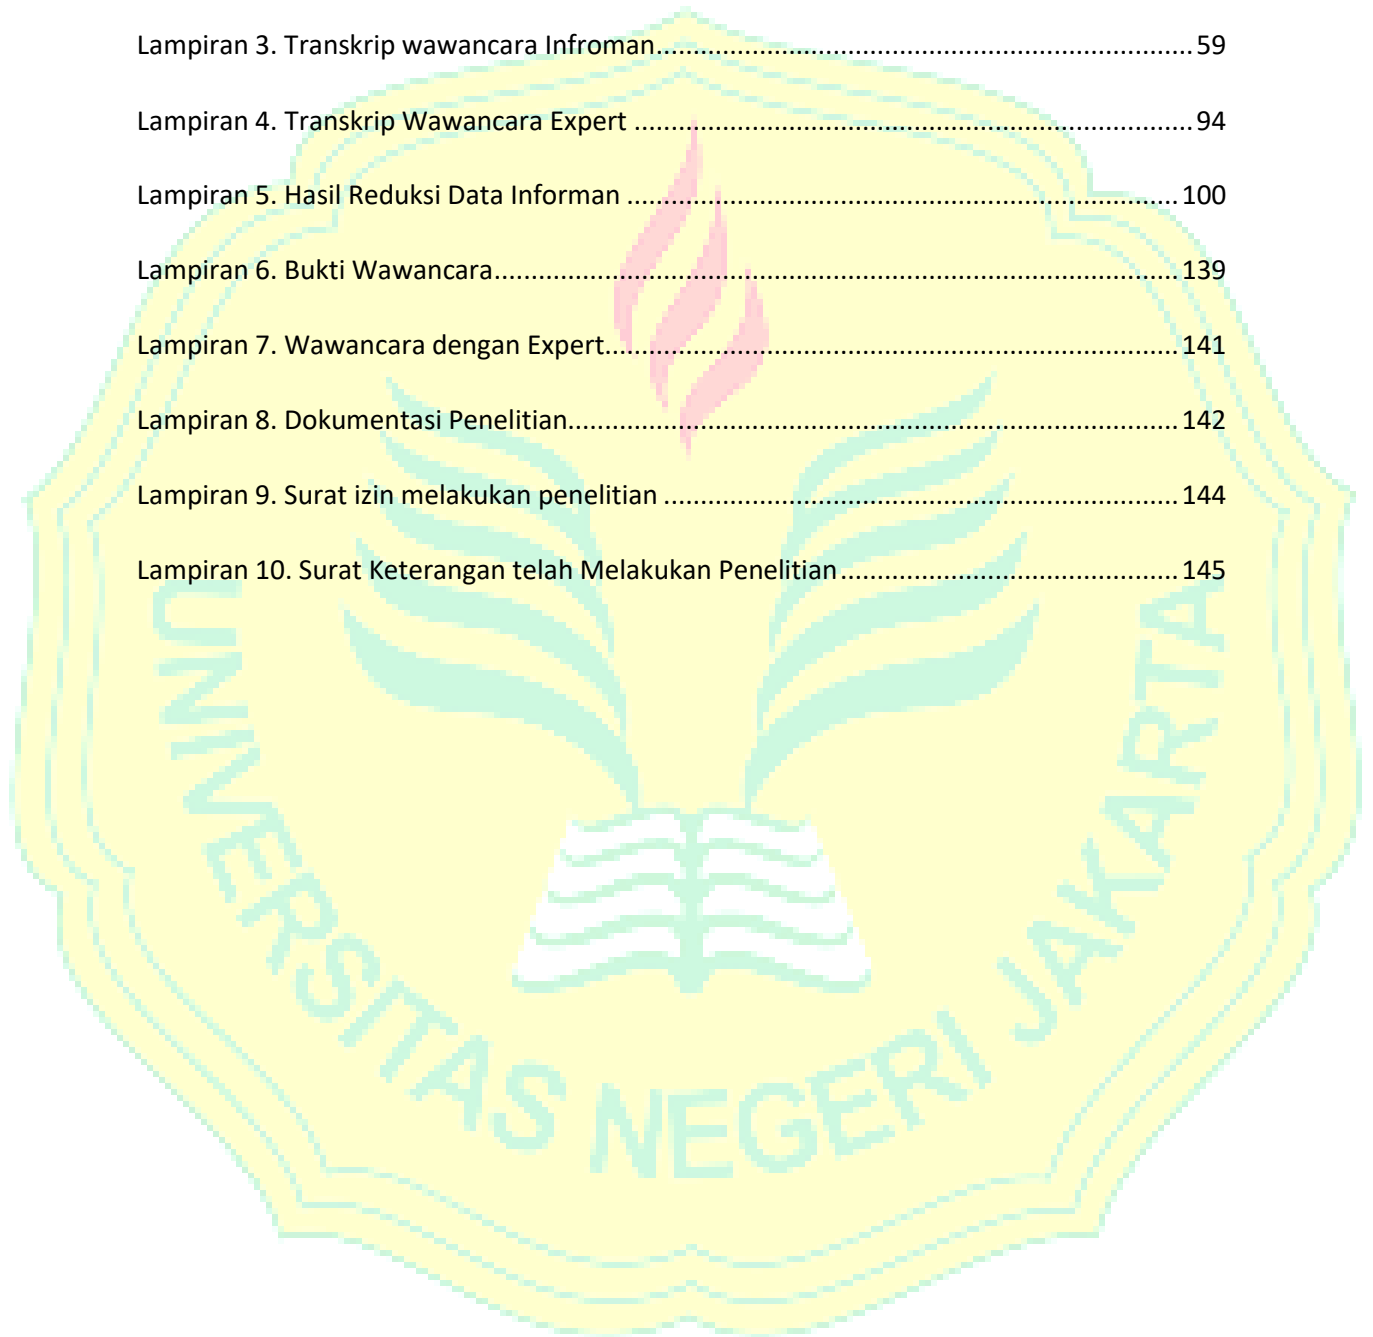 Lampiran 3. Transkrip wawancara Infroman.......................................................................59
Lampiran 4. Transkrip Wawancara Expert .........................................................................94
Lampiran 5. Hasil Reduksi Data Informan ........................................................................100
Lampiran 6. Bukti Wawancara.........................................................................................139
Lampiran 7. Wawancara dengan Expert...........................................................................141
Lampiran 8. Dokumentasi Penelitian................................................................................142
Lampiran 9. Surat izin melakukan penelitian ...................................................................144
Lampiran 10. Surat Keterangan telah Melakukan Penelitian............................................145
UNIVERSITAS NEGERI JAKARTA